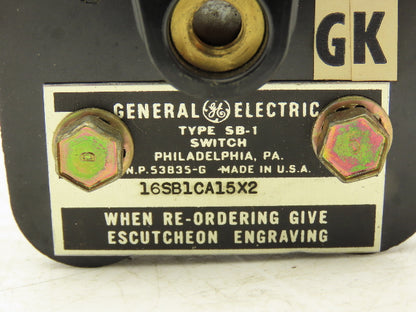 GK
GENERAL GE ELECTRIC
TYPE SB-1
SWITCH
PHILADELPHIA, PA.
N.P. 53835-G MADE IN U.S.A.
16SB1CA15X2
WHEN RE-ORDERING GIVE
ESCUTCHEON ENGRAVING